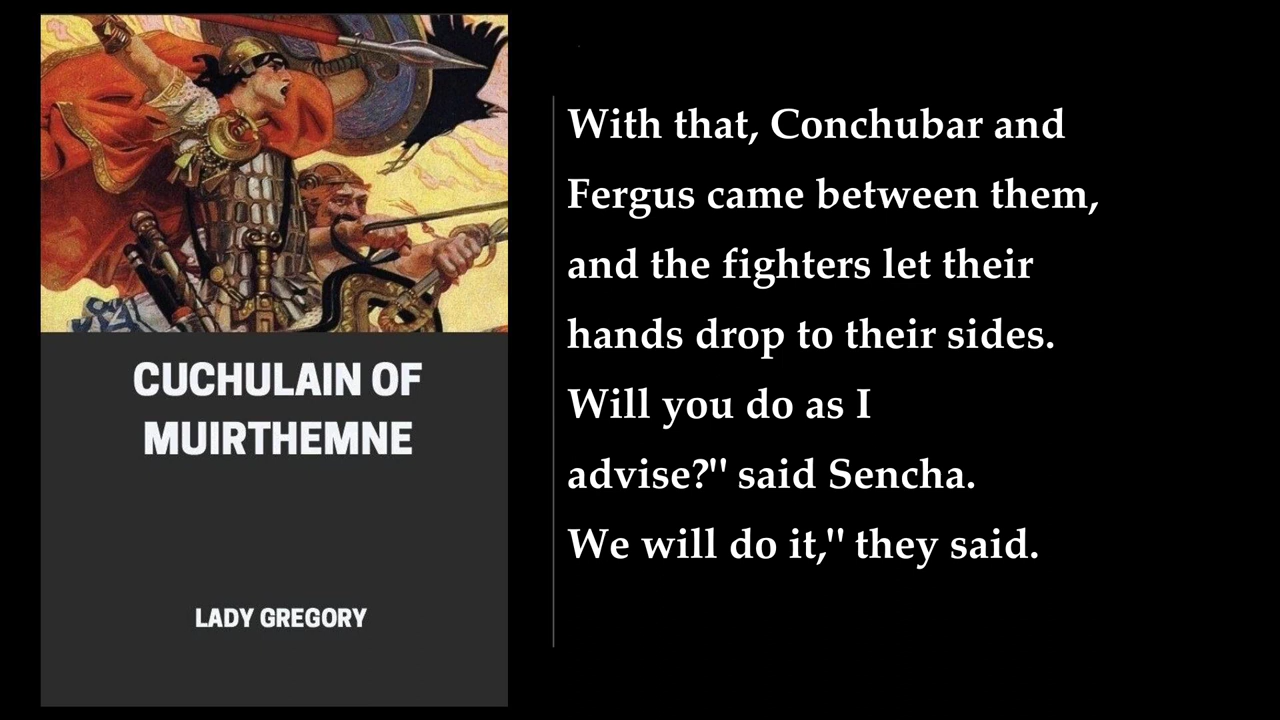 CUCHULAIN OF
MUIRTHEMNE
LADY GREGORY
With that, Conchubar and
Fergus came between them,
and the fighters let their
hands drop to their sides.
Will you do as I
advise?" said Sencha.
We will do it," they said.